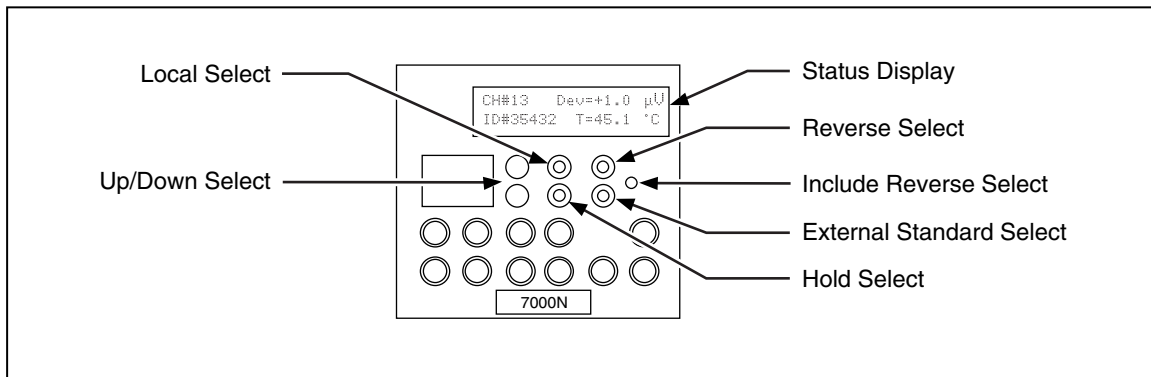 Local Select
Up/Down Select
CH#13 Dev=+1.0 µV
ID#35432 T=45.1 °C
7000N
Status Display
Reverse Select
Include Reverse Select
External Standard Select
Hold Select